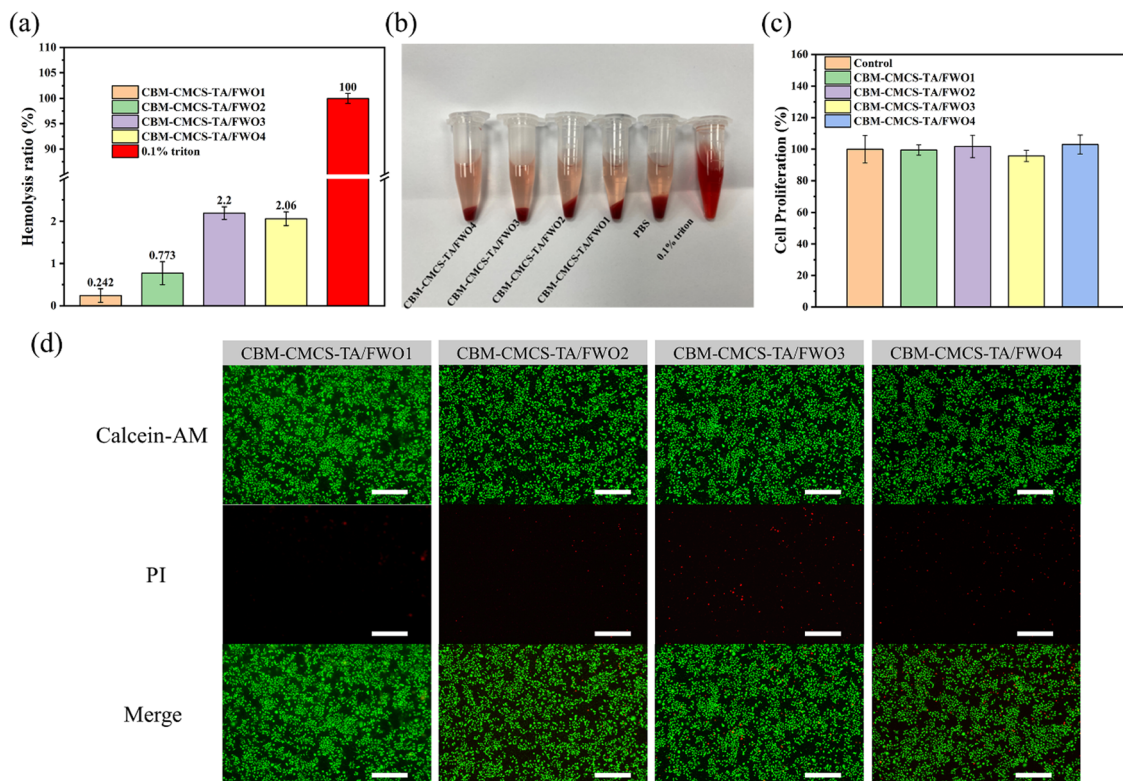 (a)
Hemolysis ratio (%)
110
105
100
95
90
2
1
0
CBM-CMCS-TA/FWO1
CBM-CMCS-TA/FWO2
CBM-CMCS-TA/FWO3
CBM-CMCS-TA/FWO4
0.1% triton
0.242
0.773
2.2
2.06
100
(b)
CBM-CMCS-TA/FWO4
CBM-CMCS-TA/FWO3
CBM-CMCS-TA/FWO2
CBM-CMCS-TA/FWO1
PBS
0.1% triton
(c)
Cell Proliferation (%)
160
140
120
100
80
60
40
20
0
Control
CBM-CMCS-TA/FWO1
CBM-CMCS-TA/FWO2
CBM-CMCS-TA/FWO3
CBM-CMCS-TA/FWO4
(d)
CBM-CMCS-TA/FWO1
CBM-CMCS-TA/FWO2
CBM-CMCS-TA/FWO3
CBM-CMCS-TA/FWO4
Calcein-AM
PI
Merge